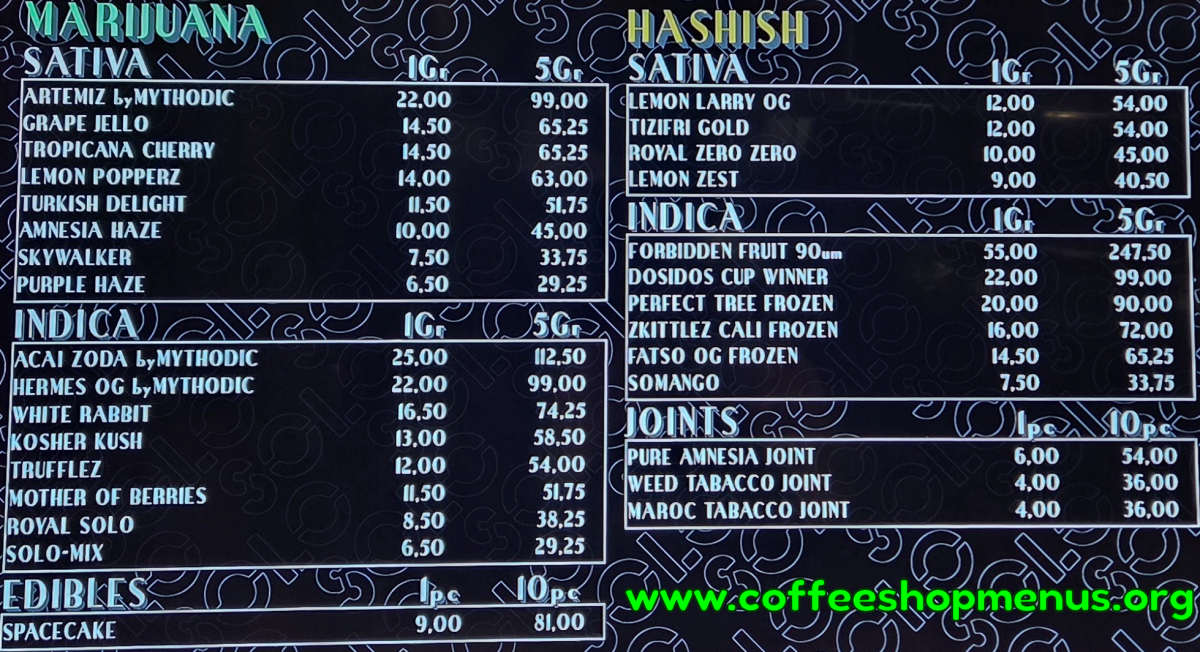 MARIJUANA
SATIVA 1Gr 5Gr
ARTEMIZ byMYTHODIC 22,00 99,00
GRAPE JELLO 14,50 65,25
TROPICANA CHERRY 14,50 65,25
LEMON POPPERZ 14,00 63,00
TURKISH DELIGHT 11,50 51,75
AMNESIA HAZE 10,00 45,00
SKYWALKER 7,50 33,75
PURPLE HAZE 6,50 29,25
INDICA 1Gr 5Gr
ACAI ZODA byMYTHODIC 25,00 112,50
HERMES OG byMYTHODIC 22,00 99,00
WHITE RABBIT 16,50 74,25
KOSHER KUSH 13,00 58,50
TRUFFLEZ 12,00 54,00
MOTHER OF BERRIES 11,50 51,75
ROYAL SOLO 8,50 38,25
SOLO-MIX 6,50 29,25
EDIBLES 1pc 10pc
SPACECAKE 9,00 81,00
HASHISH
SATIVA 1Gr 5Gr
LEMON LARRY OG 12,00 54,00
TIZIFRI GOLD 12,00 54,00
ROYAL ZERO ZERO 10,00 45,00
LEMON ZEST 9,00 40,50
INDICA 1Gr 5Gr
FORBIDDEN FRUIT 90um 55,00 247,50
DOSIDOS CUP WINNER 22,00 99,00
PERFECT TREE FROZEN 20,00 90,00
ZKITTLEZ CALI FROZEN 16,00 72,00
FATSO OG FROZEN 14,50 65,25
SOMANGO 7,50 33,75
JOINTS 1pc 10pc
PURE AMNESIA JOINT 6,00 54,00
WEED TABACCO JOINT 4,00 36,00
MAROC TABACCO JOINT 4,00 36,00
www.coffeeshopmenus.org